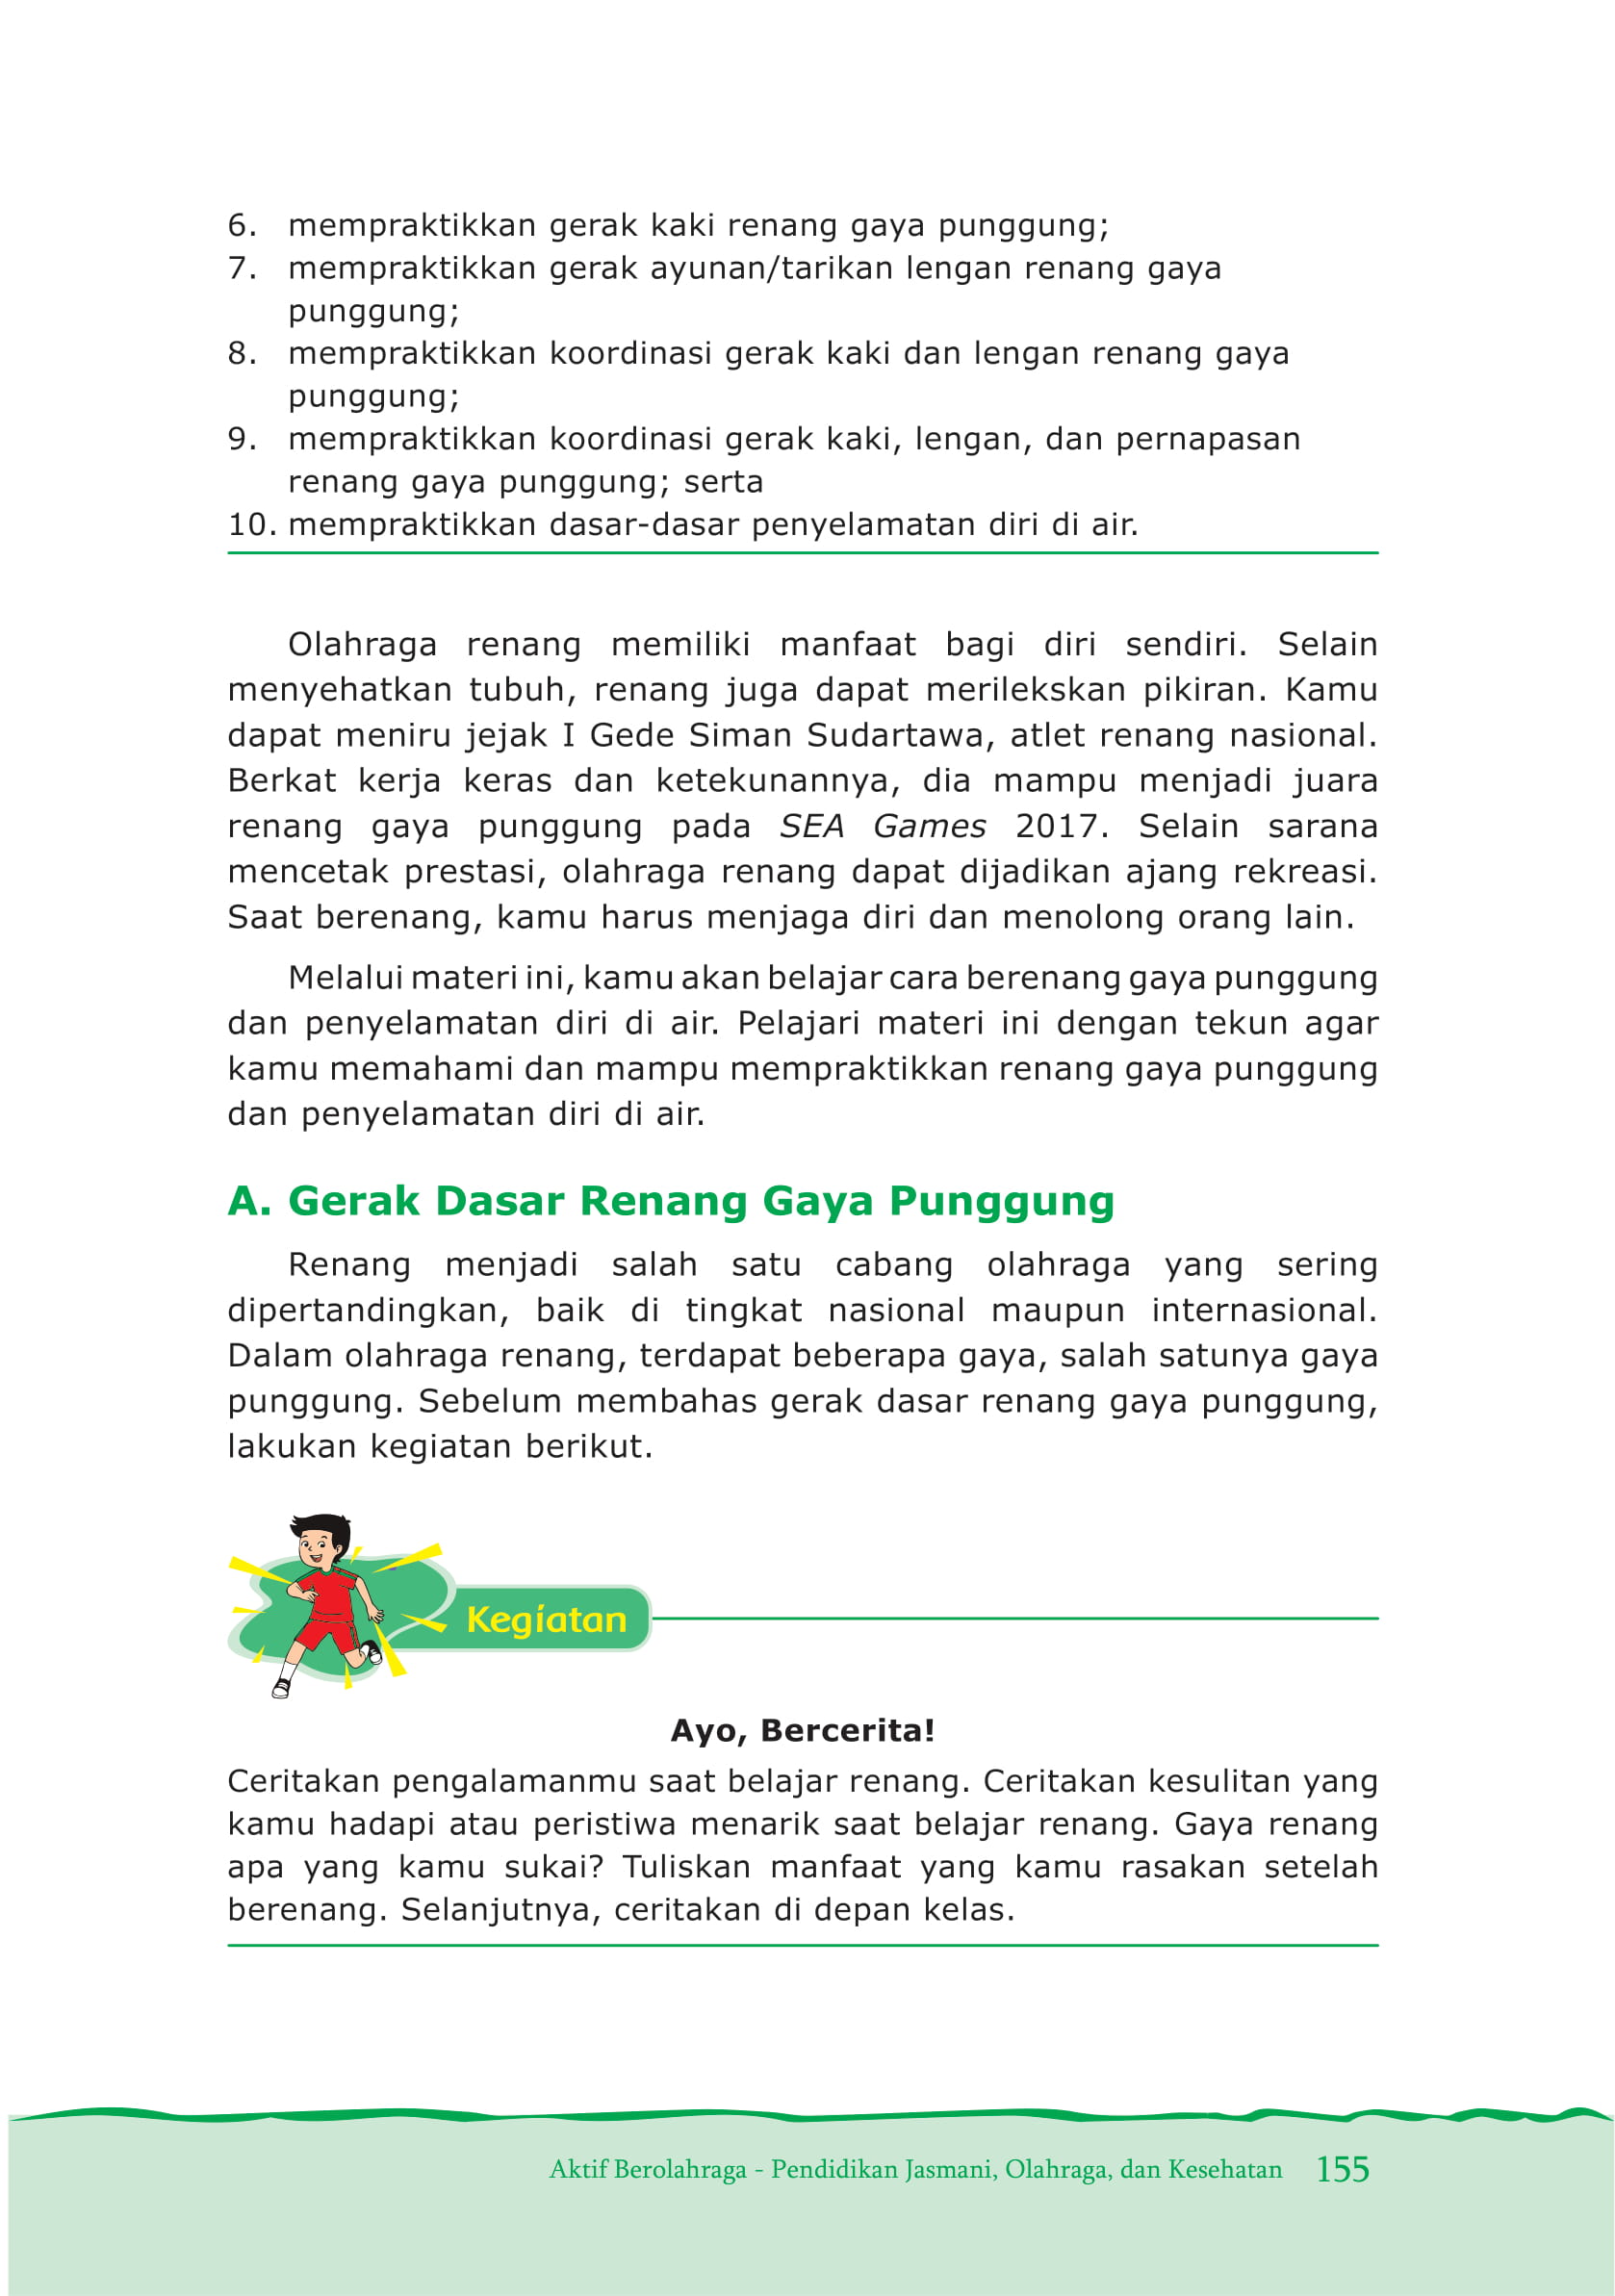 6. mempraktikkan gerak kaki renang gaya punggung;
7. mempraktikkan gerak ayunan/tarikan lengan renang gaya
punggung;
8. mempraktikkan koordinasi gerak kaki dan lengan renang gaya
punggung;
9. mempraktikkan koordinasi gerak kaki, lengan, dan pernapasan
renang gaya punggung; serta
10. mempraktikkan dasar-dasar penyelamatan diri di air.
Olahraga renang memiliki manfaat bagi diri sendiri. Selain
menyehatkan tubuh, renang juga dapat merilekskan pikiran. Kamu
dapat meniru jejak I Gede Siman Sudartawa, atlet renang nasional.
Berkat kerja keras dan ketekunannya, dia mampu menjadi juara
renang gaya punggung pada SEA Games 2017. Selain sarana
mencetak prestasi, olahraga renang dapat dijadikan ajang rekreasi.
Saat berenang, kamu harus menjaga diri dan menolong orang lain.
Melalui materi ini, kamu akan belajar cara berenang gaya punggung
dan penyelamatan diri di air. Pelajari materi ini dengan tekun agar
kamu memahami dan mampu mempraktikkan renang gaya punggung
dan penyelamatan diri di air.
A. Gerak Dasar Renang Gaya Punggung
Renang menjadi salah satu cabang olahraga yang sering
dipertandingkan, baik di tingkat nasional maupun internasional.
Dalam olahraga renang, terdapat beberapa gaya, salah satunya gaya
punggung. Sebelum membahas gerak dasar renang gaya punggung,
lakukan kegiatan berikut.
Kegiatan
Ayo, Bercerita!
Ceritakan pengalamanmu saat belajar renang. Ceritakan kesulitan yang
kamu hadapi atau peristiwa menarik saat belajar renang. Gaya renang
apa yang kamu sukai? Tuliskan manfaat yang kamu rasakan setelah
berenang. Selanjutnya, ceritakan di depan kelas.
Aktif Berolahraga - Pendidikan Jasmani, Olahraga, dan Kesehatan 155